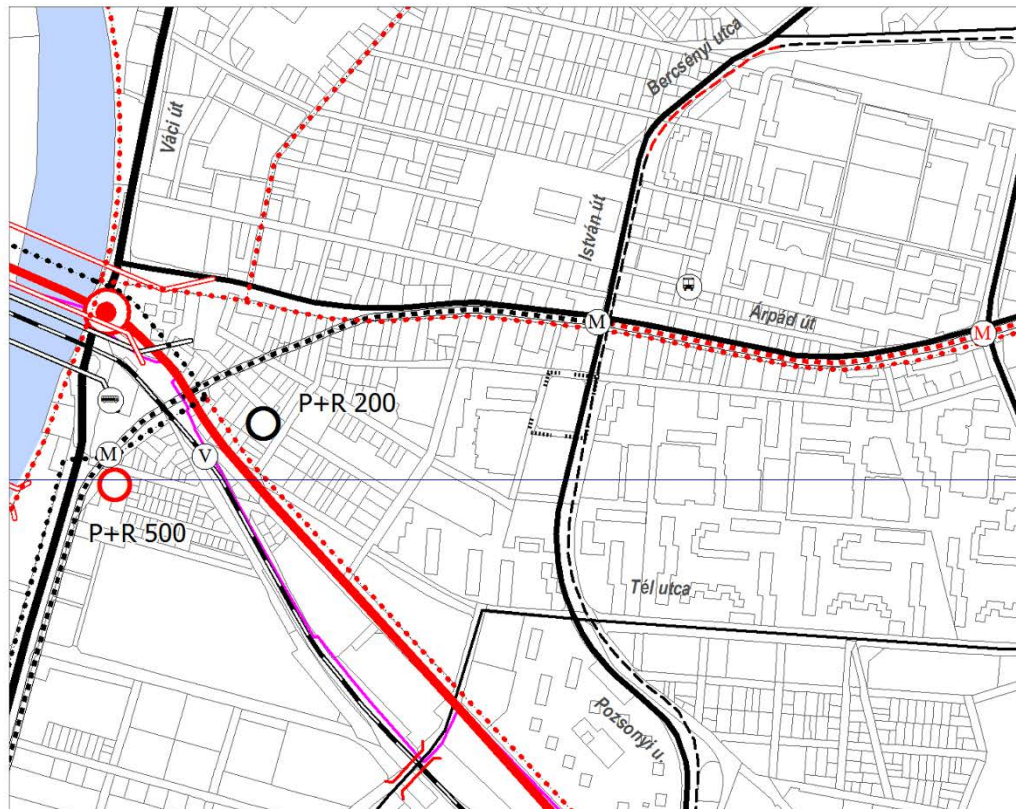 Bercsényi utca
Váci út
István út
Árpád út
M
M
P+R 200
M
V
P+R 500
Tél utca
Pozsonyi u,